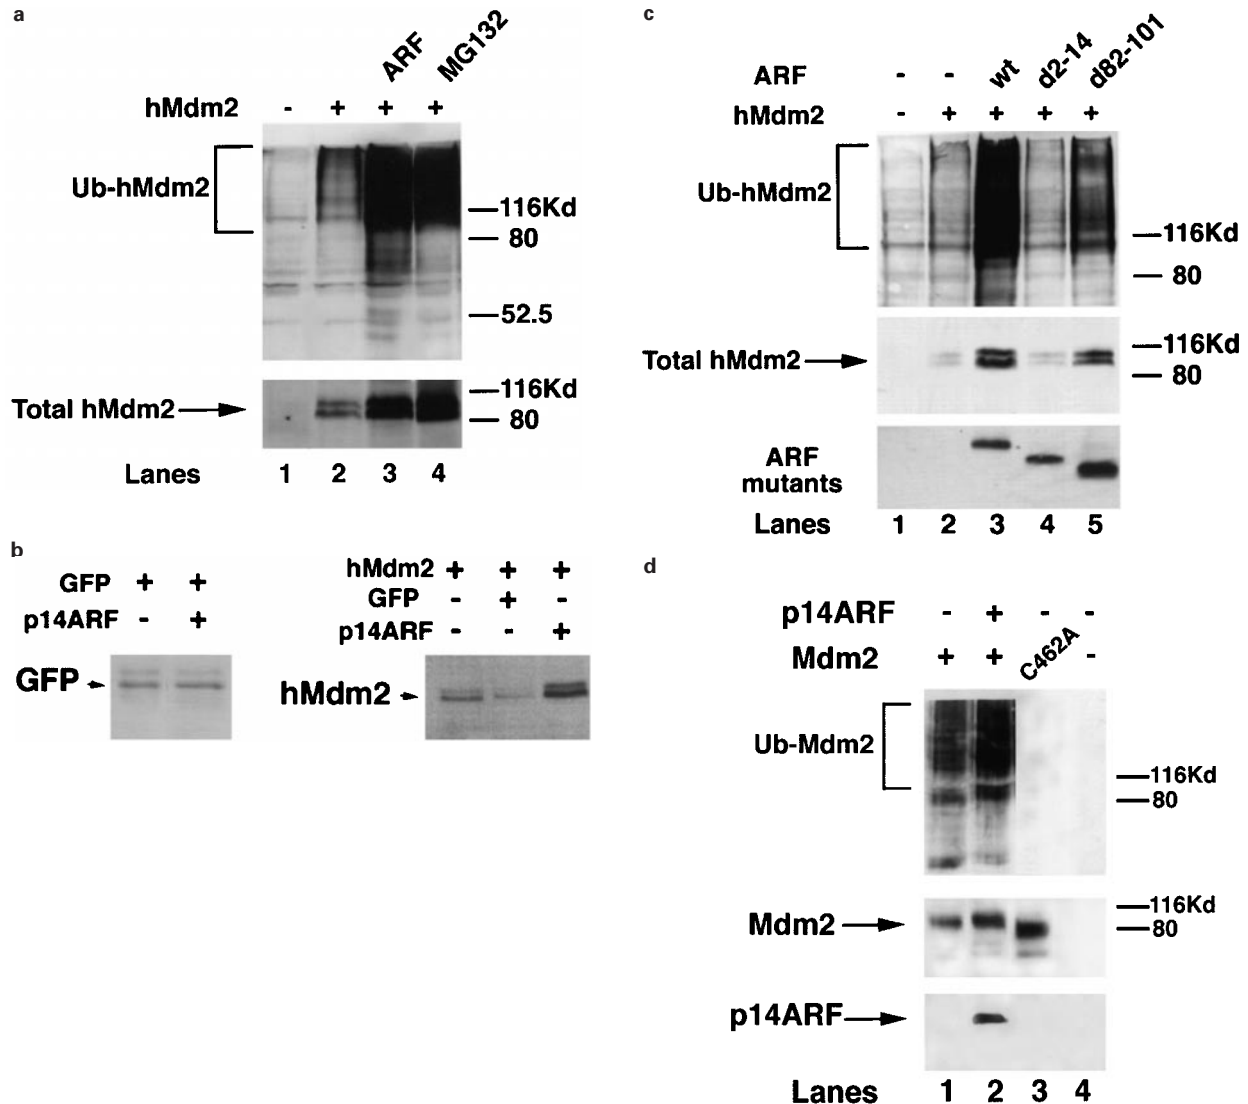 a
ARF
MG132
hMdm2 - + + +
Ub-hMdm2
116Kd
80
52.5
Total hMdm2
116Kd
80
Lanes 1 2 3 4
b
GFP + +
p14ARF - +
GFP
hMdm2 + + +
GFP - + -
p14ARF - - +
hMdm2
c
ARF - - wt d2-14 d82-101
hMdm2 - + + + +
Ub-hMdm2
116Kd
80
Total hMdm2
116Kd
80
ARF
mutants
Lanes 1 2 3 4 5
d
p14ARF - + - -
Mdm2 + + C462A -
Ub-Mdm2
116Kd
80
Mdm2
116Kd
80
p14ARF
Lanes 1 2 3 4